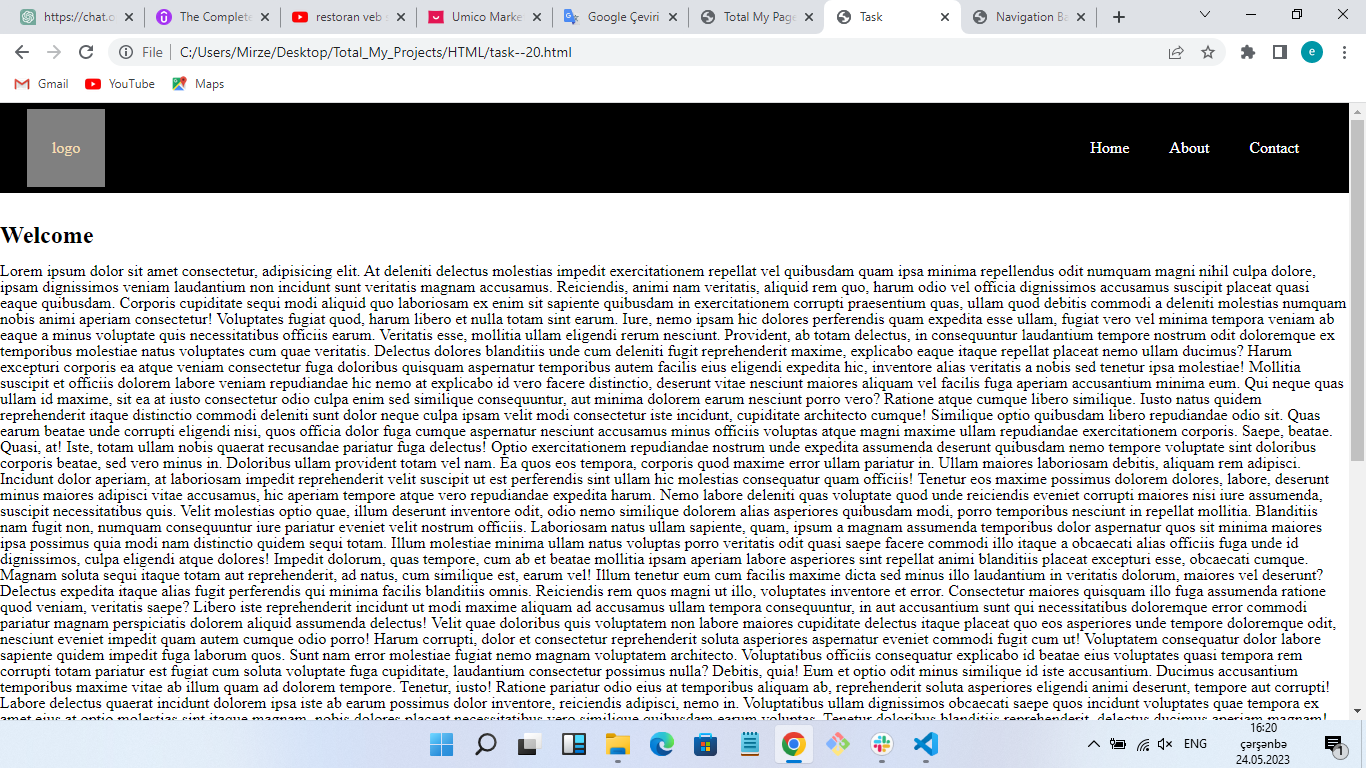 https://chat.o
The Complete
restoran veb s
Umico Marke
Google Çeviri
Total My Page
Task
Navigation Ba
File
C:/Users/Mirze/Desktop/Total_My_Projects/HTML/task--20.html
e
Gmail
YouTube
Maps
logo
Home
About
Contact
Welcome
Lorem ipsum dolor sit amet consectetur, adipisicing elit. At deleniti delectus molestias impedit exercitationem repellat vel quibusdam quam ipsa minima repellendus odit numquam magni nihil culpa dolore,
ipsam dignissimos veniam laudantium non incidunt sunt veritatis magnam accusamus. Reiciendis, animi nam veritatis, aliquid rem quo, harum odio vel officia dignissimos accusamus suscipit placeat quasi
eaque quibusdam. Corporis cupiditate sequi modi aliquid quo laboriosam ex enim sit sapiente quibusdam in exercitationem corrupti praesentium quas, ullam quod debitis commodi a deleniti molestias numquam
nobis animi aperiam consectetur! Voluptates fugiat quod, harum libero et nulla totam sint earum. Iure, nemo ipsam hic dolores perferendis quam expedita esse ullam, fugiat vero vel minima tempora veniam ab
eaque a minus voluptate quis necessitatibus officiis earum. Veritatis esse, mollitia ullam eligendi rerum nesciunt. Provident, ab totam delectus, in consequuntur laudantium tempore nostrum odit doloremque ex
temporibus molestiae natus voluptates cum quae veritatis. Delectus dolores blanditiis unde cum deleniti fugit reprehenderit maxime, explicabo eaque itaque repellat placeat nemo ullam ducimus? Harum
excepturi corporis ea atque veniam consectetur fuga doloribus quisquam aspernatur temporibus autem facilis eius eligendi expedita hic, inventore alias veritatis a nobis sed tenetur ipsa molestiae! Mollitia
suscipit et officiis dolorem labore veniam repudiandae hic nemo at explicabo id vero facere distinctio, deserunt vitae nesciunt maiores aliquam vel facilis fuga aperiam accusantium minima eum. Qui neque quas
ullam id maxime, sit ea at iusto consectetur odio culpa enim sed similique consequuntur, aut minima dolorem earum nesciunt porro vero? Ratione atque cumque libero similique. Iusto natus quidem
reprehenderit itaque distinctio commodi deleniti sunt dolor neque culpa ipsam velit modi consectetur iste incidunt, cupiditate architecto cumque! Similique optio quibusdam libero repudiandae odio sit. Quas
earum beatae unde corrupti eligendi nisi, quos officia dolor fuga cumque aspernatur nesciunt accusamus minus officiis voluptas atque magni maxime ullam repudiandae exercitationem corporis. Saepe, beatae.
Quasi, at! Iste, totam ullam nobis quaerat recusandae pariatur fuga delectus! Optio exercitationem repudiandae nostrum unde expedita assumenda deserunt quibusdam nemo tempore voluptate sint doloribus
corporis beatae, sed vero minus in. Doloribus ullam provident totam vel nam. Ea quos eos tempora, corporis quod maxime error ullam pariatur in. Ullam maiores laboriosam debitis, aliquam rem adipisci.
Incidunt dolor aperiam, at laboriosam impedit reprehenderit velit suscipit ut est perferendis sint ullam hic molestias consequatur quam officiis! Tenetur eos maxime possimus dolorem dolores, labore, deserunt
minus maiores adipisci vitae accusamus, hic aperiam tempore atque vero repudiandae expedita harum. Nemo labore deleniti quas voluptate quod unde reiciendis eveniet corrupti maiores nisi iure assumenda,
suscipit necessitatibus quis. Velit molestias optio quae, illum deserunt inventore odit, odio nemo similique dolorem alias asperiores quibusdam modi, porro temporibus nesciunt in repellat mollitia. Blanditiis
nam fugit non, numquam consequuntur iure pariatur eveniet velit nostrum officiis. Laboriosam natus ullam sapiente, quam, ipsum a magnam assumenda temporibus dolor aspernatur quos sit minima maiores
ipsa possimus quia modi nam distinctio quidem sequi totam. Illum molestiae minima ullam natus voluptas porro veritatis odit quasi saepe facere commodi illo itaque a obcaecati alias officiis fuga unde id
dignissimos, culpa eligendi atque dolores! Impedit dolorum, quas tempore, cum ab et beatae mollitia ipsam aperiam labore asperiores sint repellat animi blanditiis placeat excepturi esse, obcaecati cumque.
Magnam soluta sequi itaque totam aut reprehenderit, ad natus, cum similique est, earum vel! Illum tenetur eum cum facilis maxime dicta sed minus illo laudantium in veritatis dolorum, maiores vel deserunt?
Delectus expedita itaque alias fugit perferendis qui minima facilis blanditiis omnis. Reiciendis rem quos magni ut illo, voluptates inventore et error. Consectetur maiores quisquam illo fuga assumenda ratione
quod veniam, veritatis saepe? Libero iste reprehenderit incidunt ut modi maxime aliquam ad accusamus ullam tempora consequuntur, in aut accusantium sunt qui necessitatibus doloremque error commodi
pariatur magnam perspiciatis dolorem aliquid assumenda delectus! Velit quae doloribus quis voluptatem non labore maiores cupiditate delectus itaque placeat quo eos asperiores unde tempore doloremque odit,
nesciunt eveniet impedit quam autem cumque odio porro! Harum corrupti, dolor et consectetur reprehenderit soluta asperiores aspernatur eveniet commodi fugit cum ut! Voluptatem consequatur dolor labore
sapiente quidem impedit fuga laborum quos. Sunt nam error molestiae fugiat nemo magnam voluptatem architecto. Voluptatibus officiis consequatur explicabo id beatae eius voluptates quasi tempora rem
corrupti totam pariatur est fugiat cum soluta voluptate fuga cupiditate, laudantium consectetur possimus nulla? Debitis, quia! Eum et optio odit minus similique id iste accusantium. Ducimus accusantium
temporibus maxime vitae ab illum quam ad dolorem tempore. Tenetur, iusto! Ratione pariatur odio eius at temporibus aliquam ab, reprehenderit soluta asperiores eligendi animi deserunt, tempore aut corrupti!
Labore delectus quaerat incidunt dolorem ipsa iste ab earum possimus dolor inventore, reiciendis adipisci, nemo in. Voluptatibus ullam dignissimos obcaecati saepe quos incidunt voluptates quae tempora ex
amet eius at optio molestias sint itaque magnam, nobis dolores placeat necessitatibus vero similique quibusdam earum voluptas. Tenetur doloribus blanditiis reprehenderit, delectus ducimus aperiam magnam!
ENG
16:20
çərşənbə
24.05.2023
1